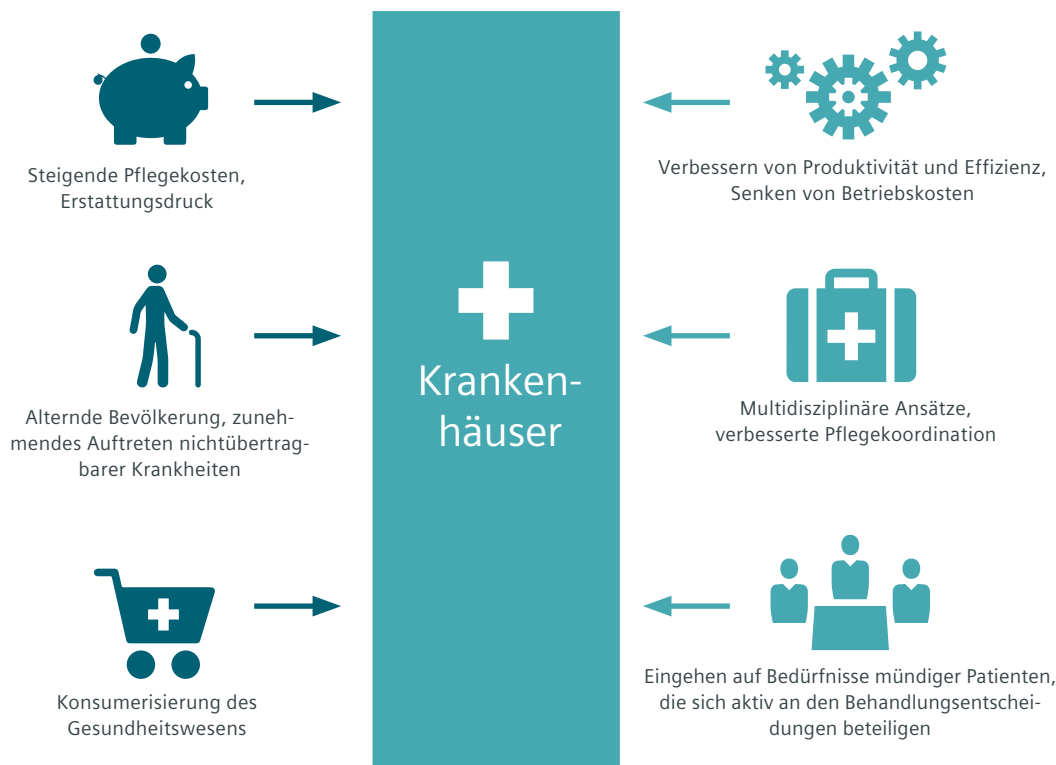 Steigende Pflegekosten,
Erstattungsdruck
Alternde Bevölkerung, zuneh-
mendes Auftreten nichtübertrag-
barer Krankheiten
Konsumerisierung des
Gesundheitswesens
Kranken-
häuser
Verbessern von Produktivität und Effizienz,
Senken von Betriebskosten
Multidisziplinäre Ansätze,
verbesserte Pflegekoordination
Eingehen auf Bedürfnisse mündiger Patienten,
die sich aktiv an den Behandlungsentschei-
dungen beteiligen